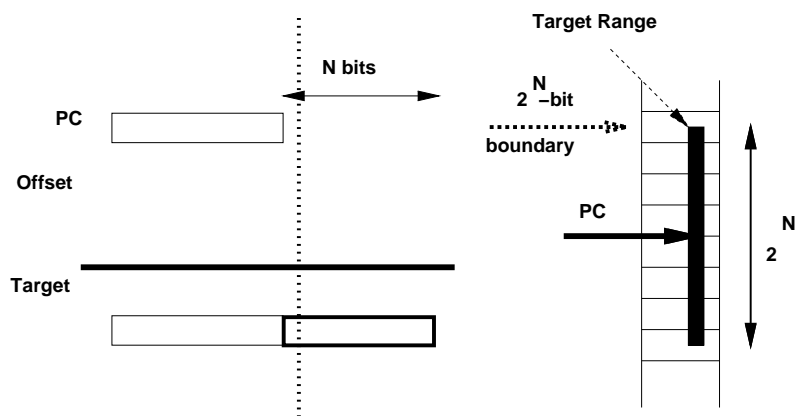 Target Range
N bits
2^N-bit
PC
boundary
Offset
PC
2^N
Target